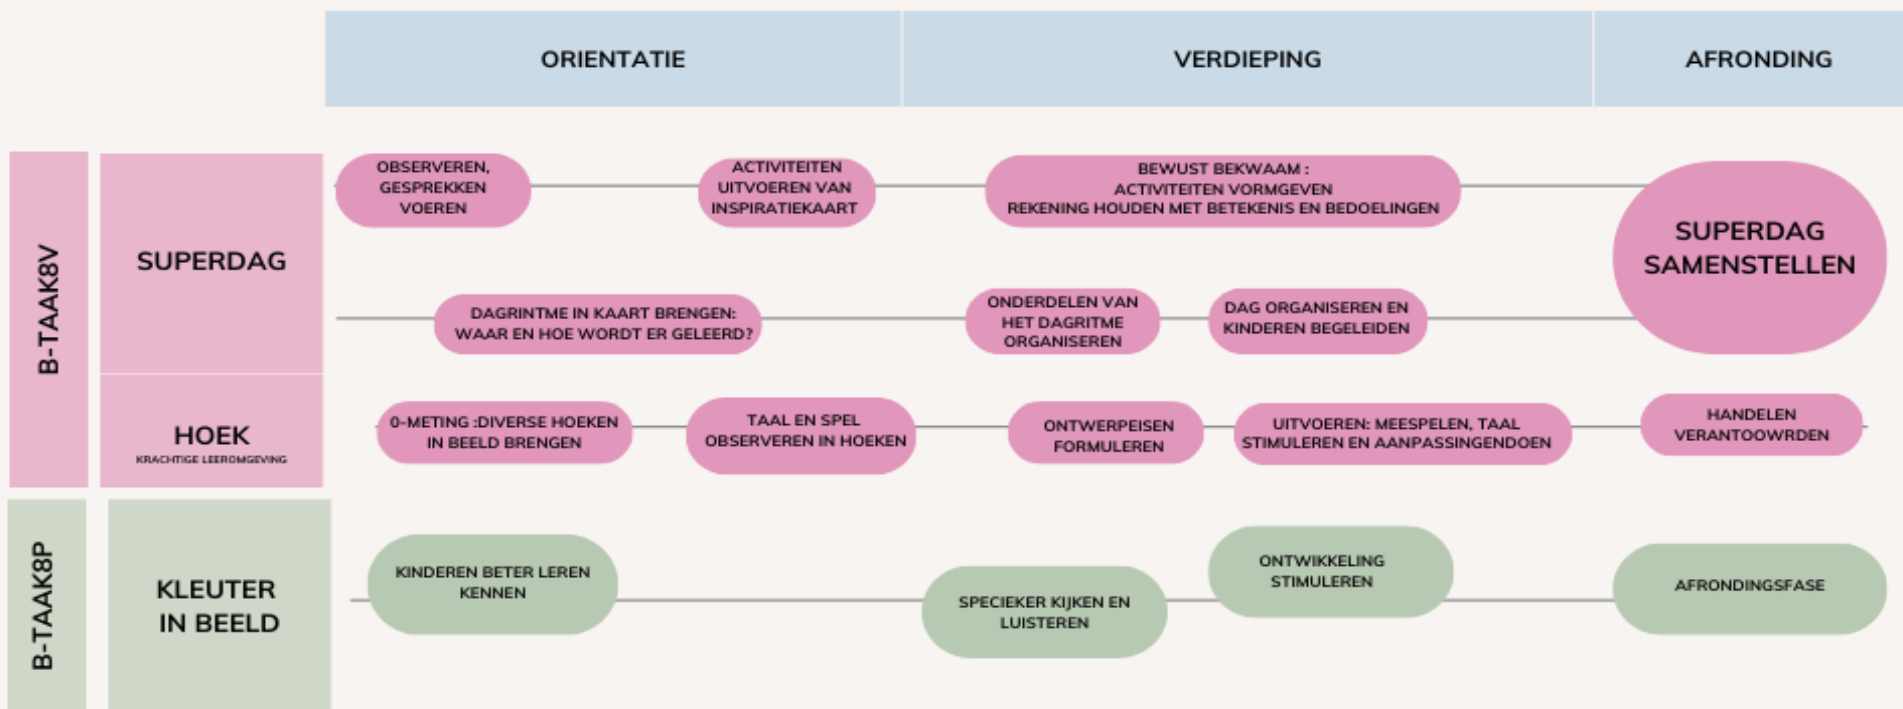 ORIENTATIE
VERDIEPING
AFRONDING
B-TAAK8V
SUPERDAG
OBSERVEREN,
GESPREKKEN
VOEREN
ACTIVITEITEN
UITVOEREN VAN
INSPIRATIEKAART
BEWUST BEKWAAM :
ACTIVITEITEN VORMGEVEN
REKENING HOUDEN MET BETEKENIS EN BEDOELINGEN
SUPERDAG
SAMENSTELLEN
DAGRINTME IN KAART BRENGEN:
WAAR EN HOE WORDT ER GELEERD?
ONDERDELEN VAN
HET DAGRITME
ORGANISEREN
DAG ORGANISEREN EN
KINDEREN BEGELEIDEN
HOEK
KRACHTIGE LEEROMGEVING
0-METING :DIVERSE HOEKEN
IN BEELD BRENGEN
TAAL EN SPEL
OBSERVEREN IN HOEKEN
ONTWERPEISEN
FORMULEREN
UITVOEREN: MEESPELEN, TAAL
STIMULEREN EN AANPASSINGENDOEN
HANDELEN
VERANTOOWRDEN
B-TAAK8P
KLEUTER
IN BEELD
KINDEREN BETER LEREN
KENNEN
SPECIEKER KIJKEN EN
LUISTEREN
ONTWIKKELING
STIMULEREN
AFRONDINGSFASE